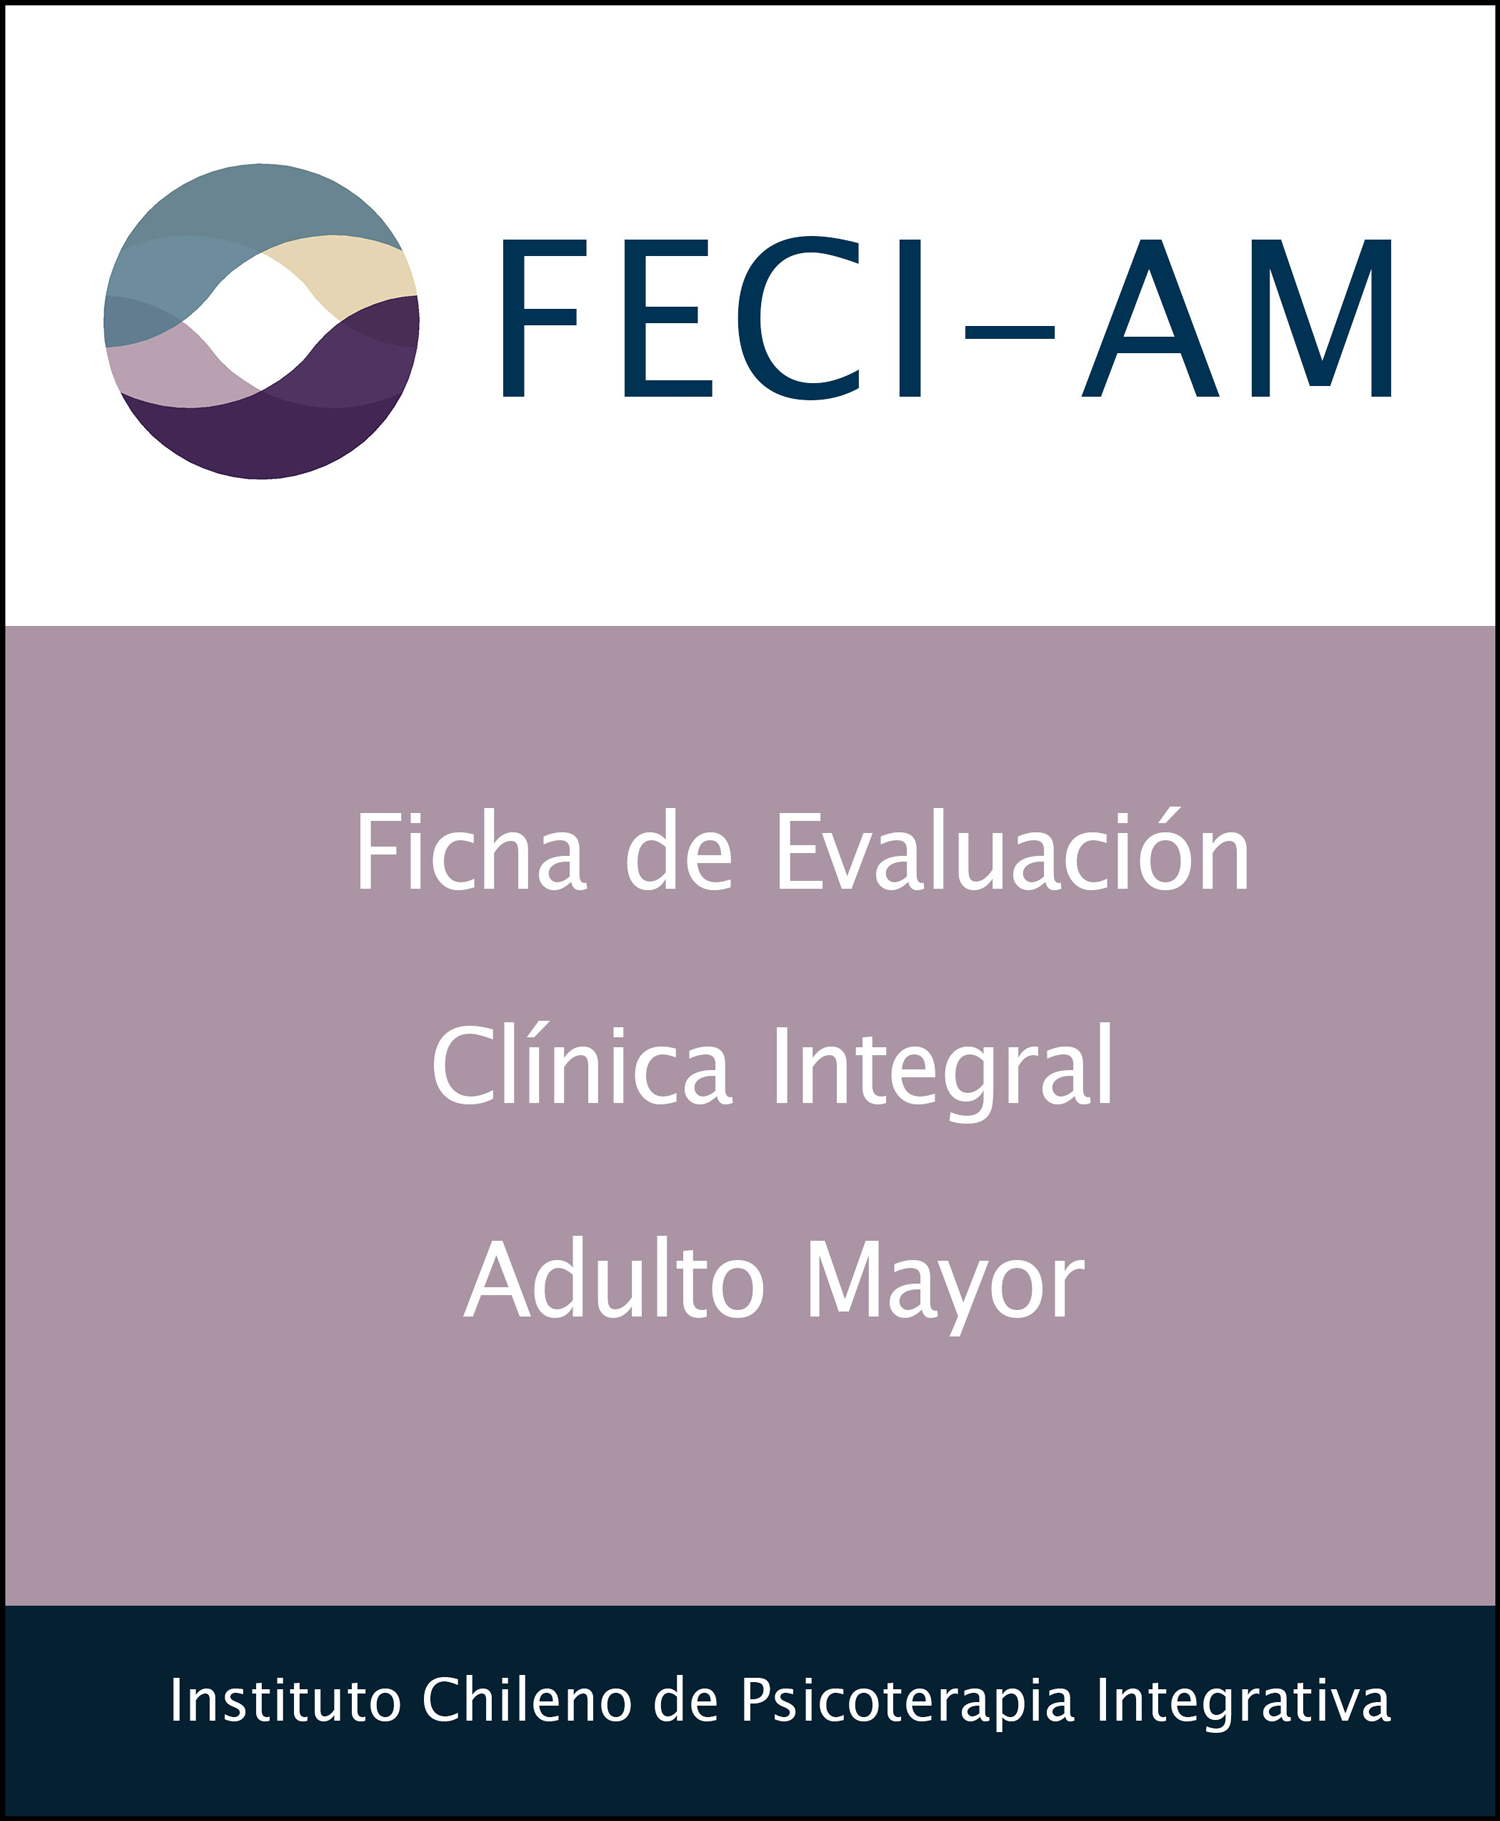 FECI-AM
Ficha de Evaluación
Clínica Integral
Adulto Mayor
Instituto Chileno de Psicoterapia Integrativa